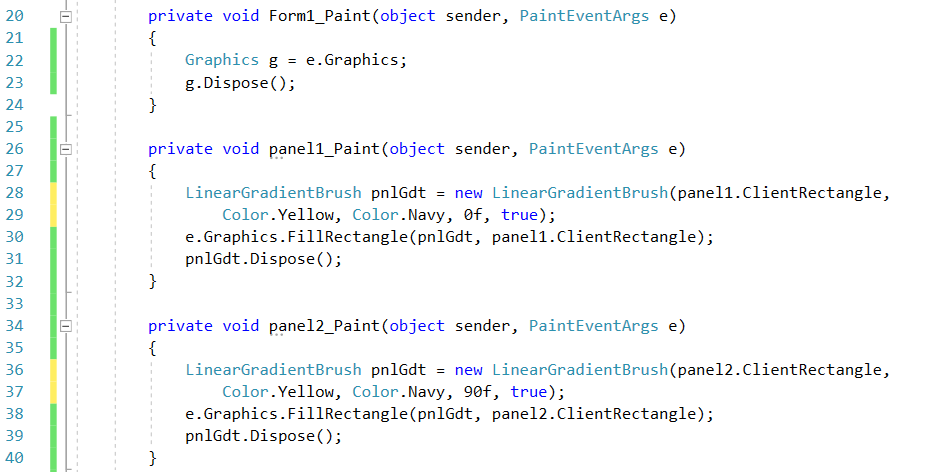 20 private void Form1_Paint(object sender, PaintEventArgs e)
21 {
22 Graphics g = e.Graphics;
23 g.Dispose();
24 }
25
26 private void panel1_Paint(object sender, PaintEventArgs e)
27 {
28 LinearGradientBrush pnlGdt = new LinearGradientBrush(panel1.ClientRectangle,
29 Color.Yellow, Color.Navy, 0f, true);
30 e.Graphics.FillRectangle(pnlGdt, panel1.ClientRectangle);
31 pnlGdt.Dispose();
32 }
33
34 private void panel2_Paint(object sender, PaintEventArgs e)
35 {
36 LinearGradientBrush pnlGdt = new LinearGradientBrush(panel2.ClientRectangle,
37 Color.Yellow, Color.Navy, 90f, true);
38 e.Graphics.FillRectangle(pnlGdt, panel2.ClientRectangle);
39 pnlGdt.Dispose();
40 }